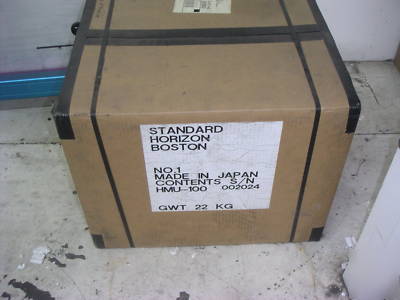 STANDARD
HORIZON
BOSTON
NO.1
MADE IN JAPAN
CONTENTS S/N
HMU-100 002024
GWT 22 KG